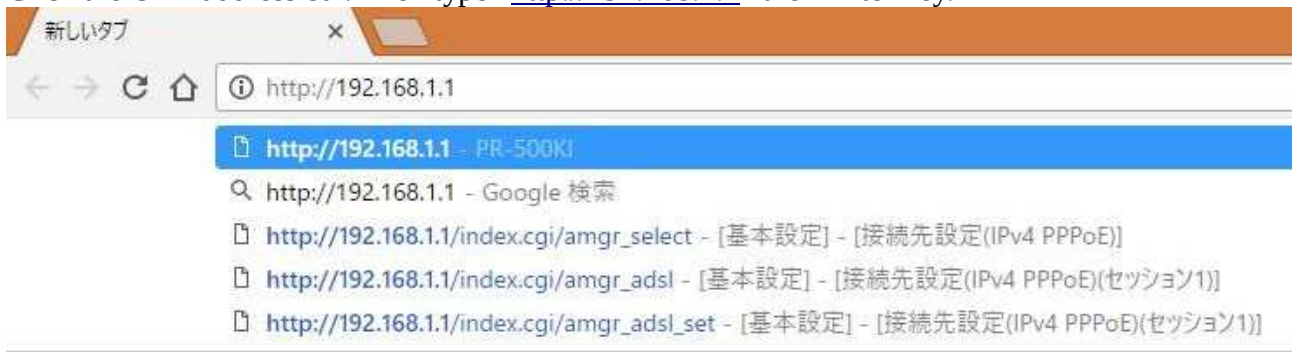 新しいタブ ×
http://192.168.1.1
http://192.168.1.1 - PR-500KI
http://192.168.1.1 - Google 検索
http://192.168.1.1/index.cgi/amgr_select - [基本設定] - [接続先設定(IPv4 PPPoE)]
http://192.168.1.1/index.cgi/amgr_adsl - [基本設定] - [接続先設定(IPv4 PPPoE)(セッション1)]
http://192.168.1.1/index.cgi/amgr_adsl_set - [基本設定] - [接続先設定(IPv4 PPPoE)(セッション1)]